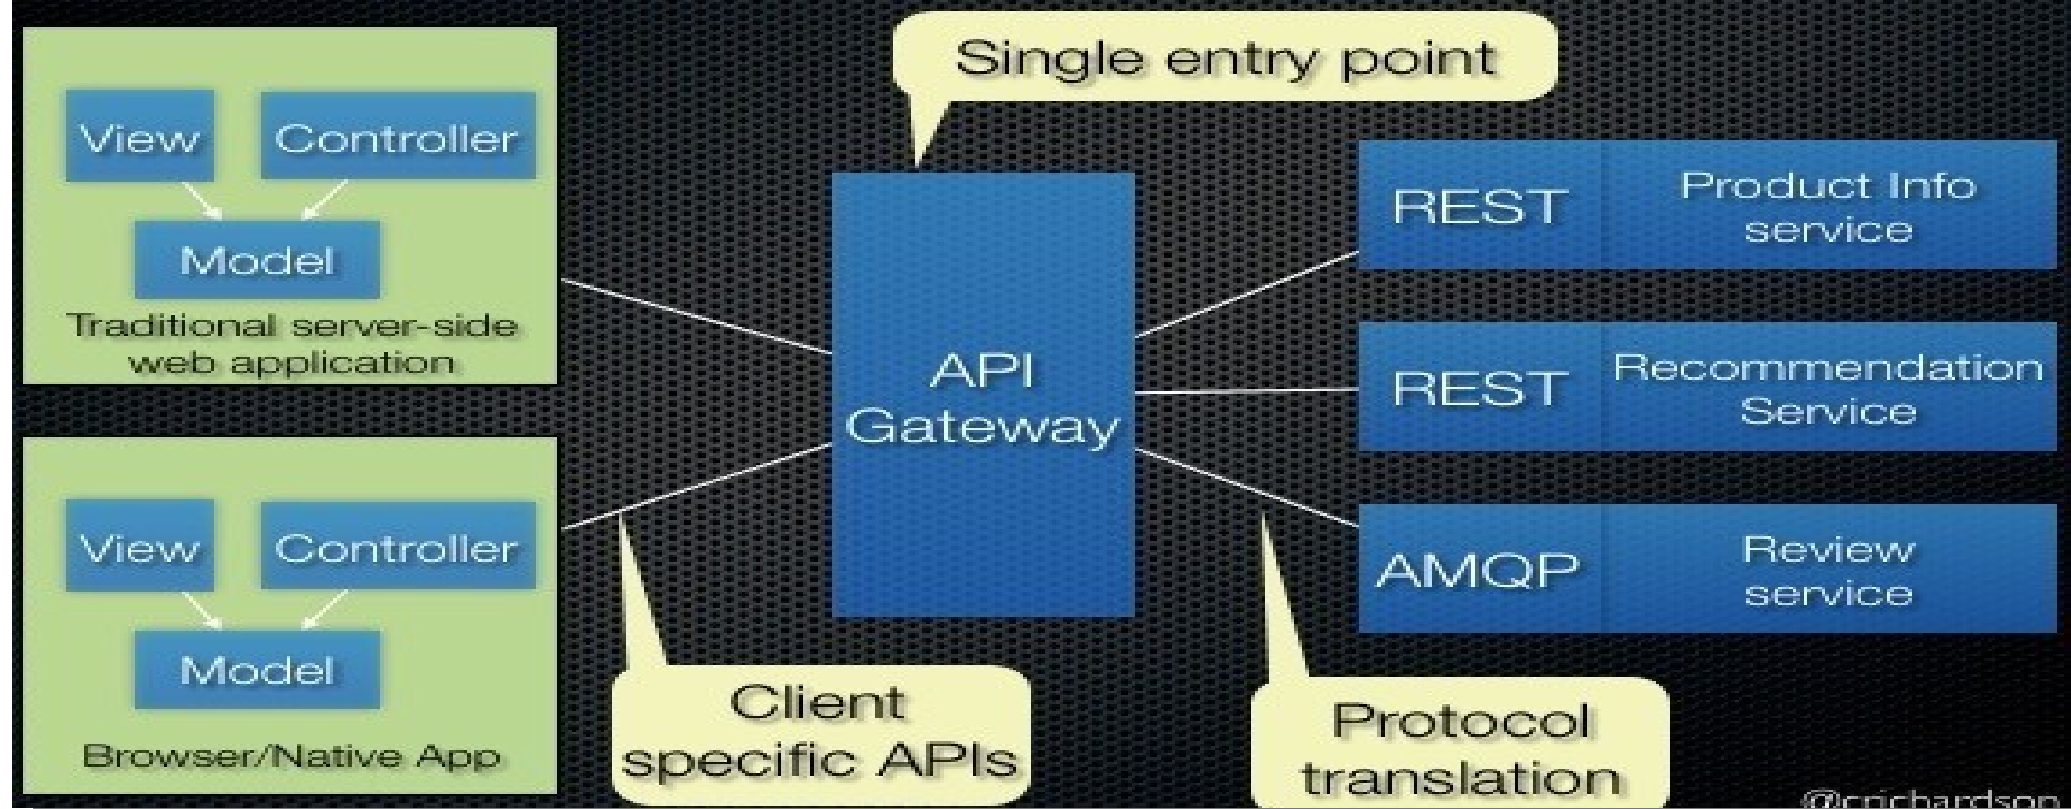 Single entry point
View
Controller
Model
Traditional server-side
web application
API
Gateway
REST
Product Info
service
REST
Recommendation
Service
AMQP
Review
service
View
Controller
Model
Browser/Native App
Client
specific APIs
Protocol
translation
@crichardson